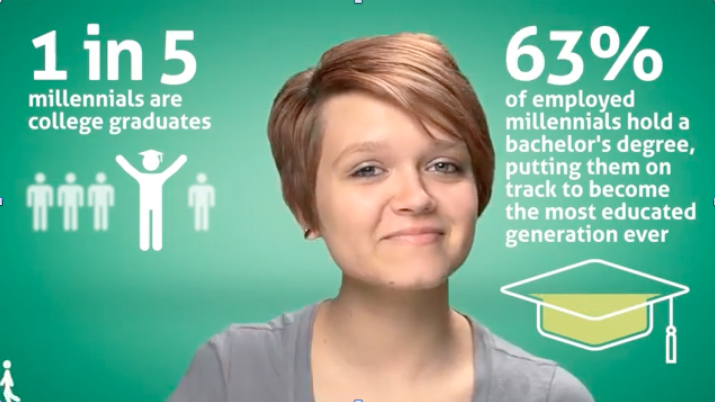 1 in 5
millennials are
college graduates
63%
of employed
millennials hold a
bachelor's degree,
putting them on
track to become
the most educated
generation ever